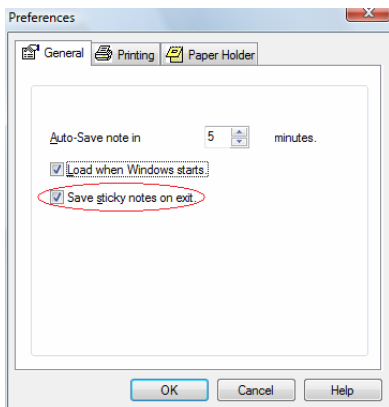 Preferences
General Printing Paper Holder
Auto-Save note in 5 minutes.
Load when Windows starts.
Save sticky notes on exit.
OK Cancel Help